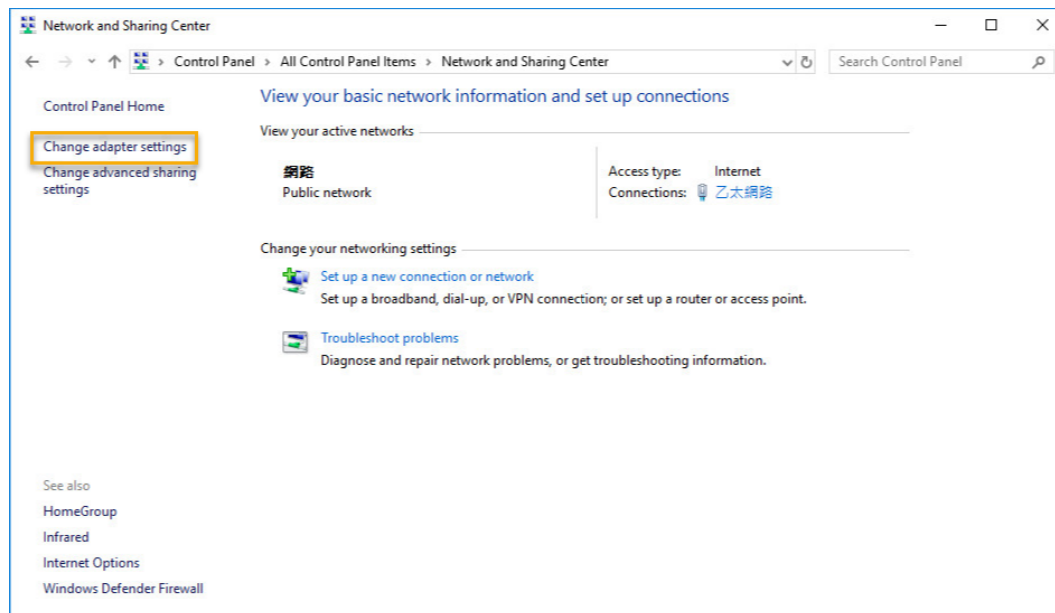 Network and Sharing Center
Control Panel > All Control Panel Items > Network and Sharing Center
Search Control Panel
Control Panel Home
Change adapter settings
Change advanced sharing
settings
View your basic network information and set up connections
View your active networks
網路
Public network
Access type: Internet
Connections: 乙太網路
Change your networking settings
Set up a new connection or network
Set up a broadband, dial-up, or VPN connection; or set up a router or access point.
Troubleshoot problems
Diagnose and repair network problems, or get troubleshooting information.
See also
HomeGroup
Infrared
Internet Options
Windows Defender Firewall